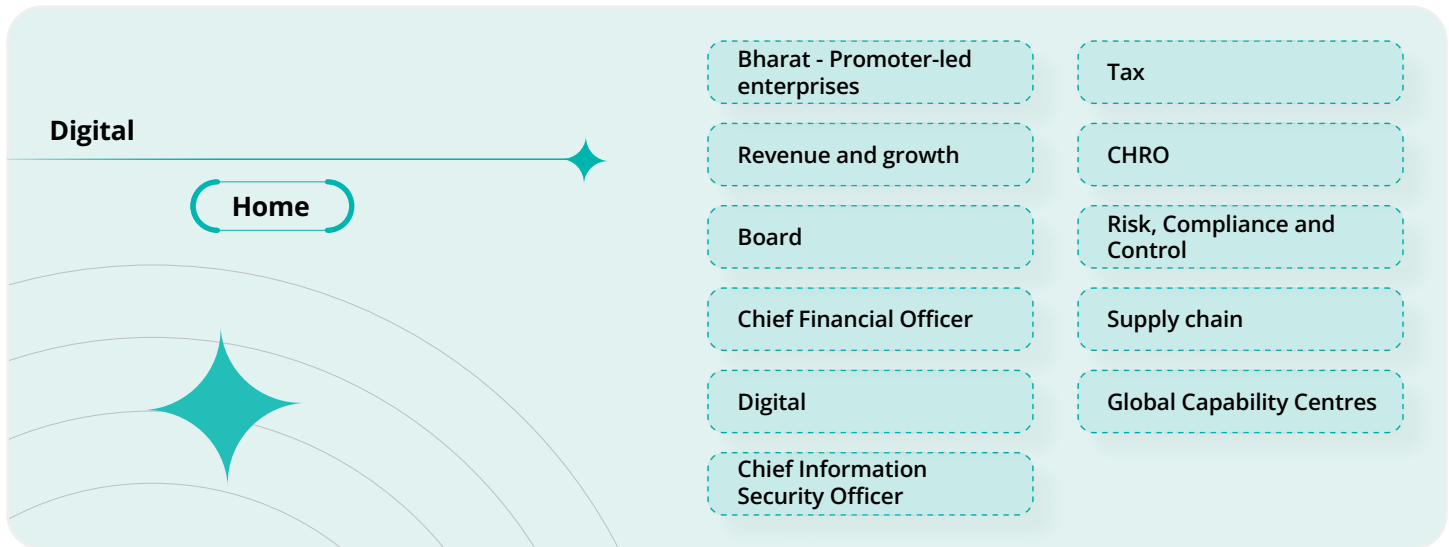 Digital
Home
Bharat - Promoter-led
enterprises
Revenue and growth
Board
Chief Financial Officer
Digital
Chief Information
Security Officer
Tax
CHRO
Risk, Compliance and
Control
Supply chain
Global Capability Centres